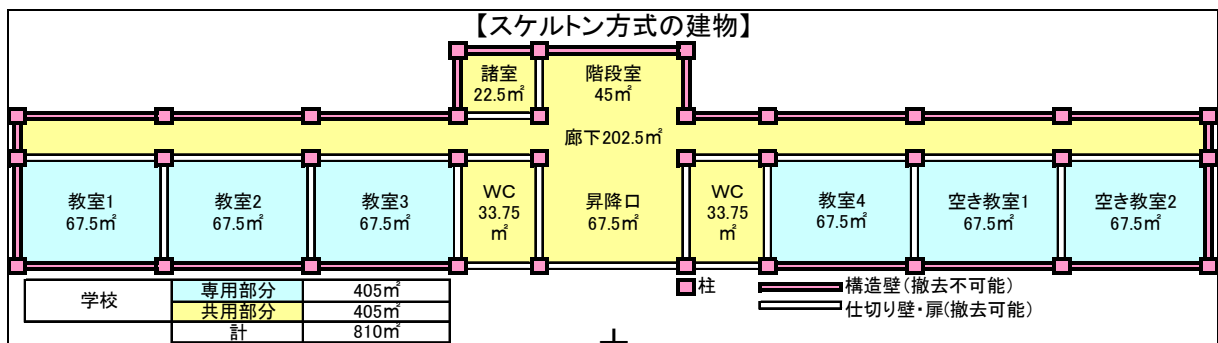 【スケルトン方式の建物】
諸室
22.5㎡
階段室
45㎡
廊下202.5㎡
教室1
67.5㎡
教室2
67.5㎡
教室3
67.5㎡
WC
33.75
㎡
昇降口
67.5㎡
WC
33.75
㎡
教室4
67.5㎡
空き教室1
67.5㎡
空き教室2
67.5㎡
学校
専用部分 405㎡
共用部分 405㎡
計 810㎡
柱
構造壁(撤去不可能)
仕切り壁・扉(撤去可能)